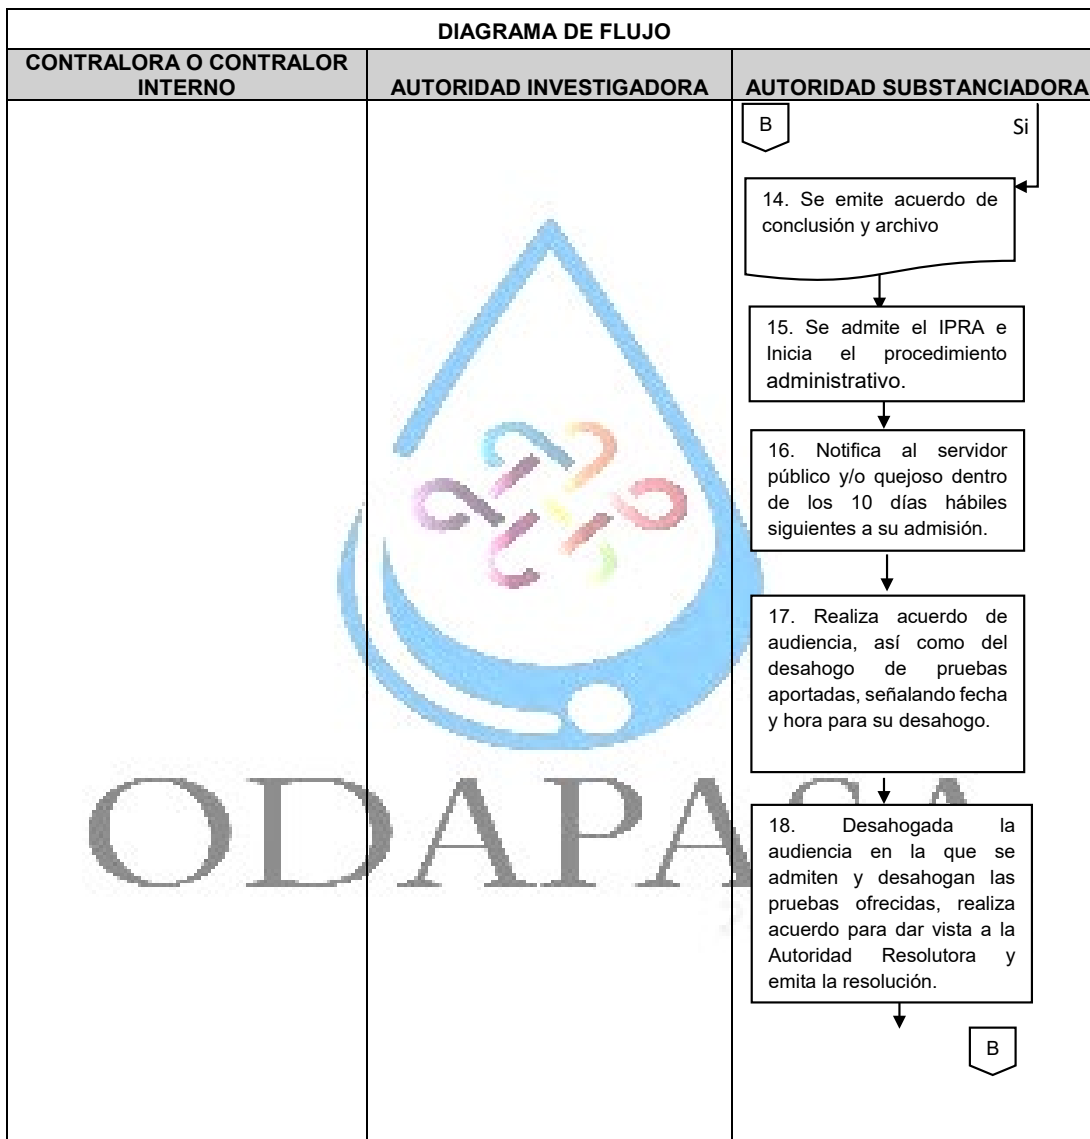 DIAGRAMA DE FLUJO
CONTRALORA O CONTRALOR
INTERNO
AUTORIDAD INVESTIGADORA
AUTORIDAD SUBSTANCIADORA
B
Si
14. Se emite acuerdo de
conclusión y archivo
15. Se admite el IPRA e
Inicia el procedimiento
administrativo.
16. Notifica al servidor
público y/o quejoso dentro
de los 10 días hábiles
siguientes a su admisión.
17. Realiza acuerdo de
audiencia, así como del
desahogo de pruebas
aportadas, señalando fecha
y hora para su desahogo.
18. Desahogada la
audiencia en la que se
admiten y desahogan las
pruebas ofrecidas, realiza
acuerdo para dar vista a la
Autoridad Resolutora y
emita la resolución.
B
ODAPASA